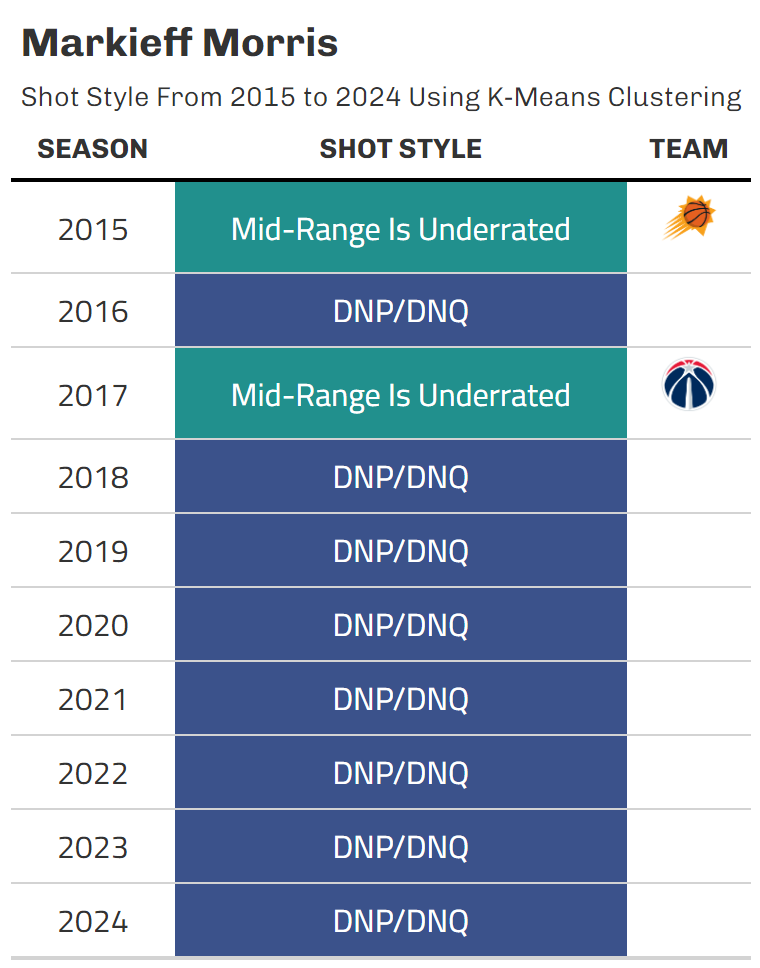 Markieff Morris
Shot Style From 2015 to 2024 Using K-Means Clustering
SEASON SHOT STYLE TEAM
2015 Mid-Range Is Underrated
2016 DNP/DNQ
2017 Mid-Range Is Underrated
2018 DNP/DNQ
2019 DNP/DNQ
2020 DNP/DNQ
2021 DNP/DNQ
2022 DNP/DNQ
2023 DNP/DNQ
2024 DNP/DNQ